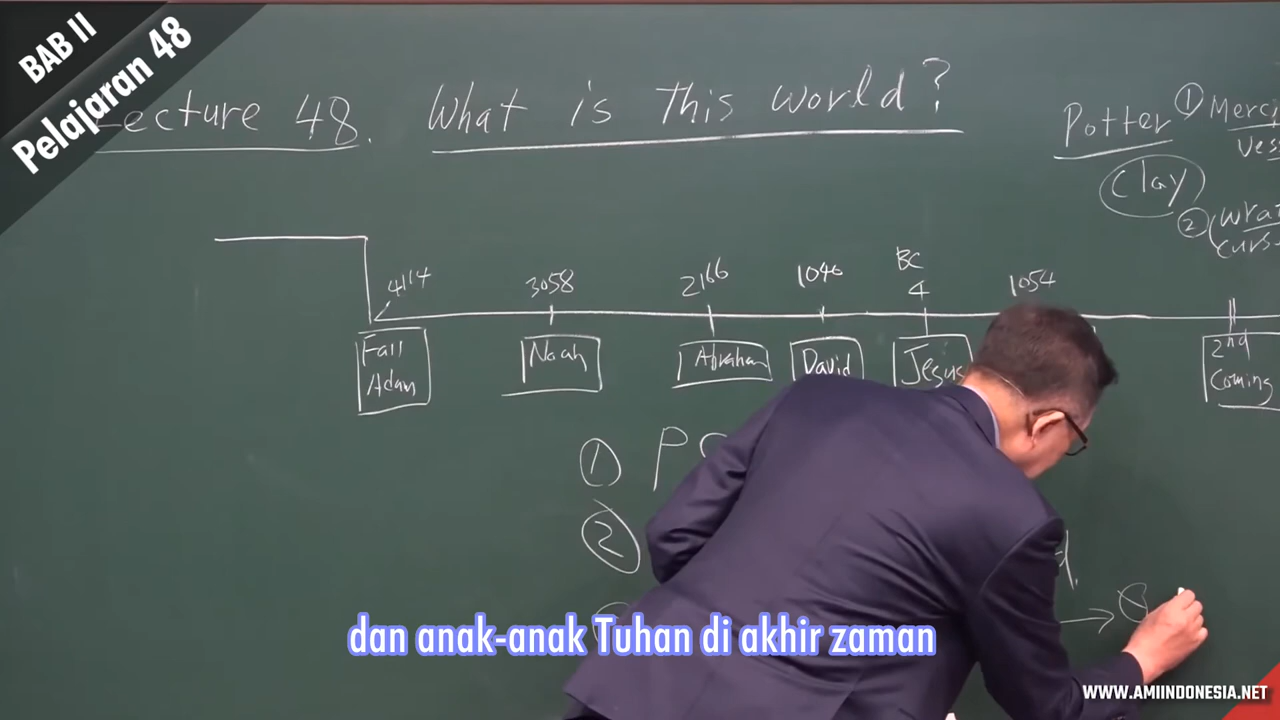 BAB II
Pelajaran 48
Lecture 48. What is This world?
Potter
① Merci
Ves
Clay
②
curs
4114
3058
2166
1040
BC
4
1054
Fall
Adam
Noah
Abraham
David
Jesus
2nd
Coming
①
②
dan anak-anak Tuhan di akhir zaman
WWW.AMIINDONESIA.NET